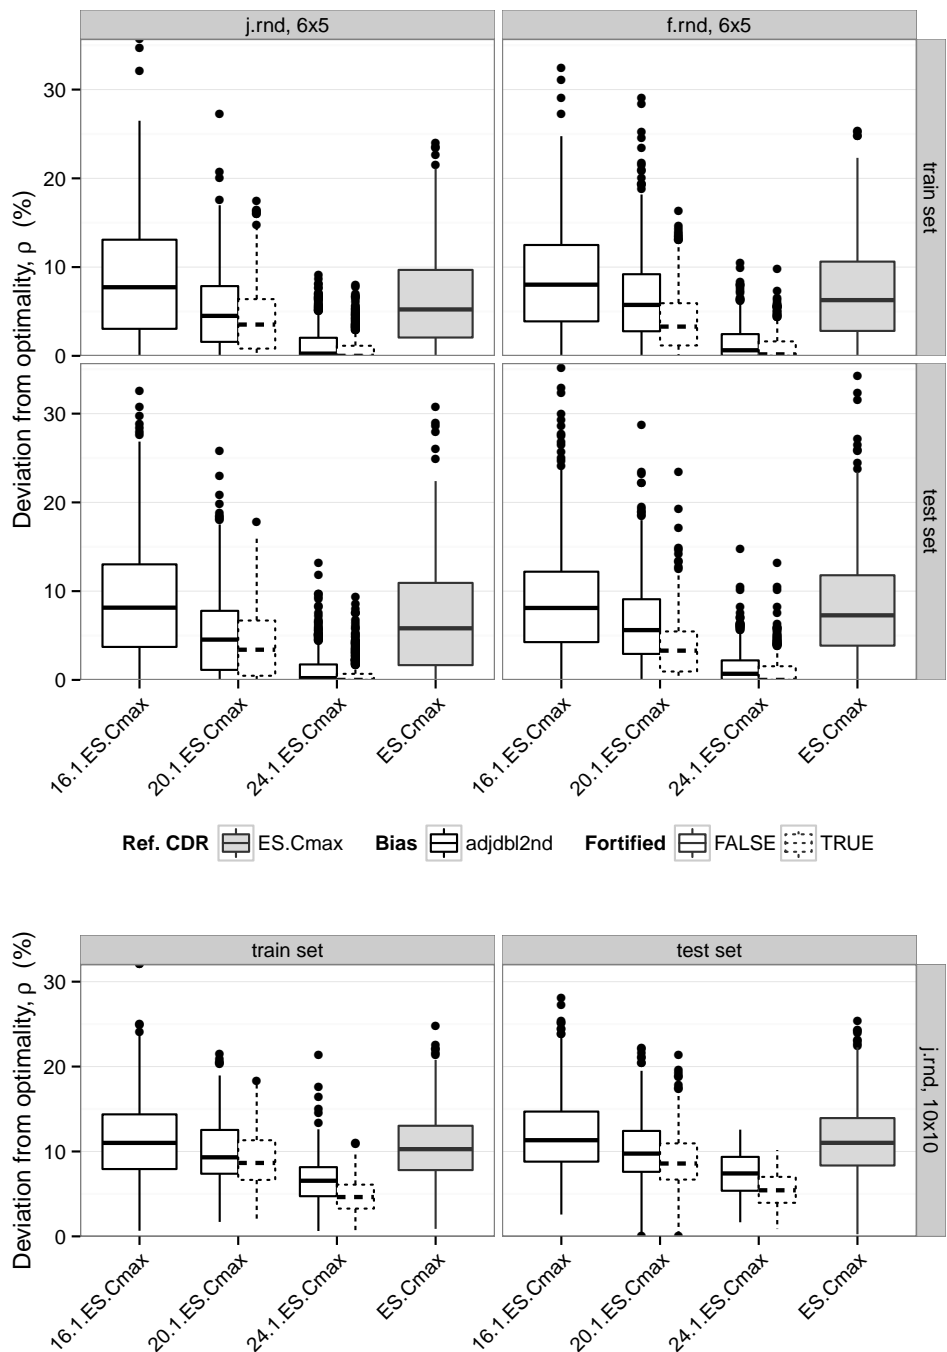 j.rnd, 6x5 f.rnd, 6x5
Deviation from optimality, ρ (%)
30
20
10
0
train set
30
20
10
0
test set
16.1.ES.Cmax 20.1.ES.Cmax 24.1.ES.Cmax ES.Cmax 16.1.ES.Cmax 20.1.ES.Cmax 24.1.ES.Cmax ES.Cmax
Ref. CDR ES.Cmax Bias adjdbl2nd Fortified FALSE TRUE
train set test set
Deviation from optimality, ρ (%)
30
20
10
0
j.rnd, 10x10
16.1.ES.Cmax 20.1.ES.Cmax 24.1.ES.Cmax ES.Cmax 16.1.ES.Cmax 20.1.ES.Cmax 24.1.ES.Cmax ES.Cmax